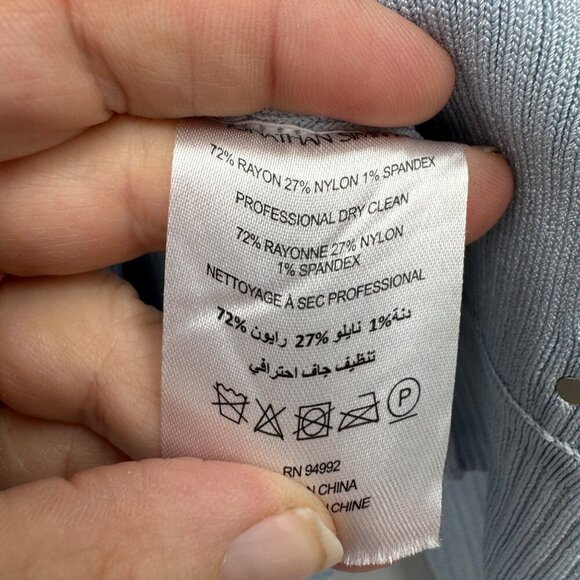 72% RAYON 27% NYLON 1% SPANDEX
PROFESSIONAL DRY CLEAN
72% RAYONNE 27% NYLON
1% SPANDEX
NETTOYAGE À SEC PROFESSIONAL
72% رايون 27% نايلو 1% دنة
تنظيف جاف احترافي
P
RN 94992
CHINA
CHINE